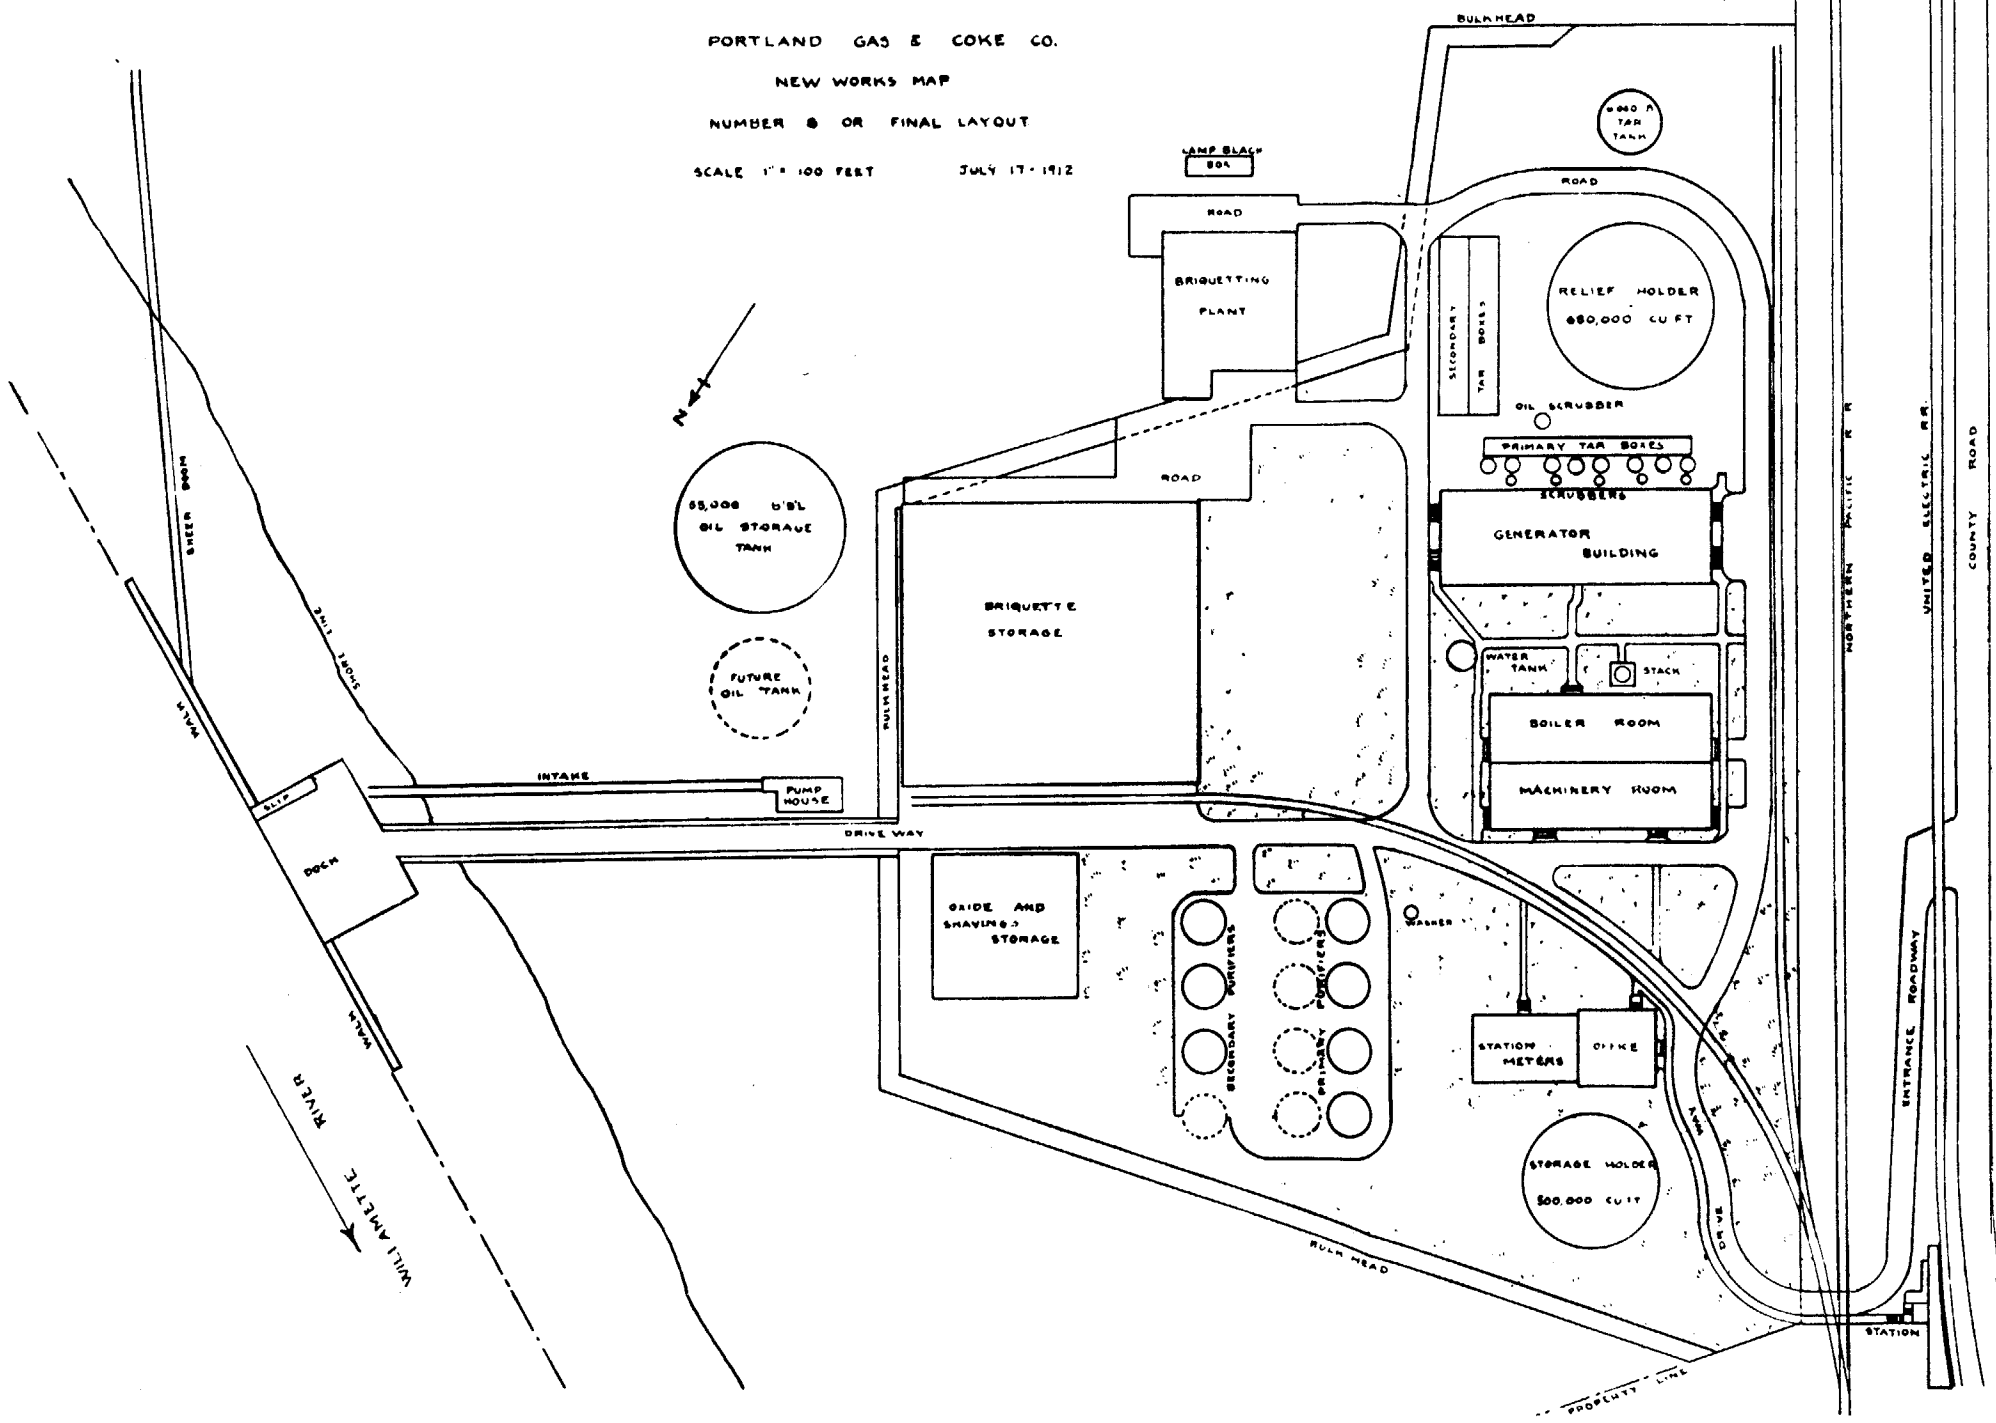 PORTLAND GAS & COKE CO.
NEW WORKS MAP
NUMBER 8 OR FINAL LAYOUT
SCALE 1" = 100 FEET JULY 17-1912
BULKHEAD
TAR
TANK
LAMP BLACK
BOX
ROAD
ROAD
BRIQUETTING
PLANT
SECONDARY
TAR BOXES
RELIEF HOLDER
680,000 CU FT
OIL SCRUBBER
PRIMARY TAR BOXES
SCRUBBERS
GENERATOR
BUILDING
N
55,000 B'B'L
OIL STORAGE
TANK
ROAD
SHEER BOOM
SHORE LINE
BRIQUETTE
STORAGE
FUTURE
OIL TANK
BULKHEAD
WATER
TANK
STACK
BOILER ROOM
MACHINERY ROOM
NORTHERN PACIFIC R R
UNITED ELECTRIC RR.
COUNTY ROAD
WALK
INTAKE
PUMP
HOUSE
SLIP
DOCK
DRIVE WAY
OXIDE AND
SHAVINGS
STORAGE
SECONDARY PURIFIERS
PRIMARY PURIFIERS
WASHER
STATION
METERS
OFFICE
ENTRANCE ROADWAY
WALK
WILLIAMETTE RIVER
STORAGE HOLDER
500,000 CU FT
DRIVE WAY
BULK HEAD
STATION
PROPERTY LINE